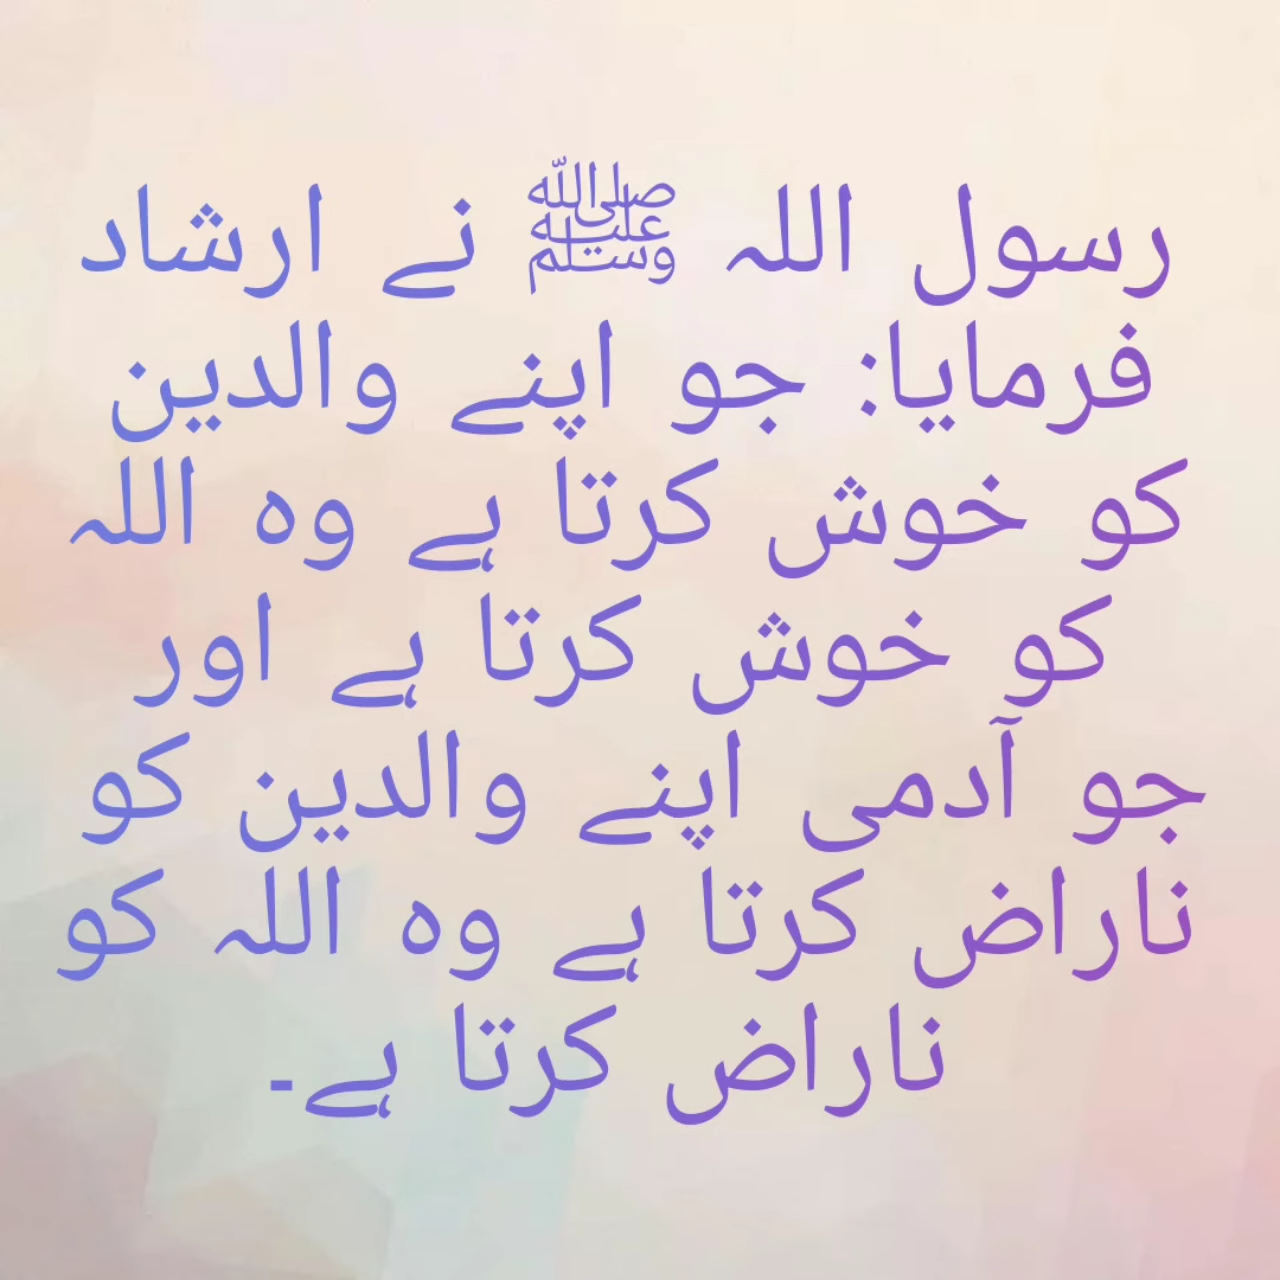 رسول اللہ ﷺ نے ارشاد
فرمایا: جو اپنے والدین
کو خوش کرتا ہے وہ اللہ
کو خوش کرتا ہے اور
جو آدمی اپنے والدین کو
ناراض کرتا ہے وہ اللہ کو
ناراض کرتا ہے۔